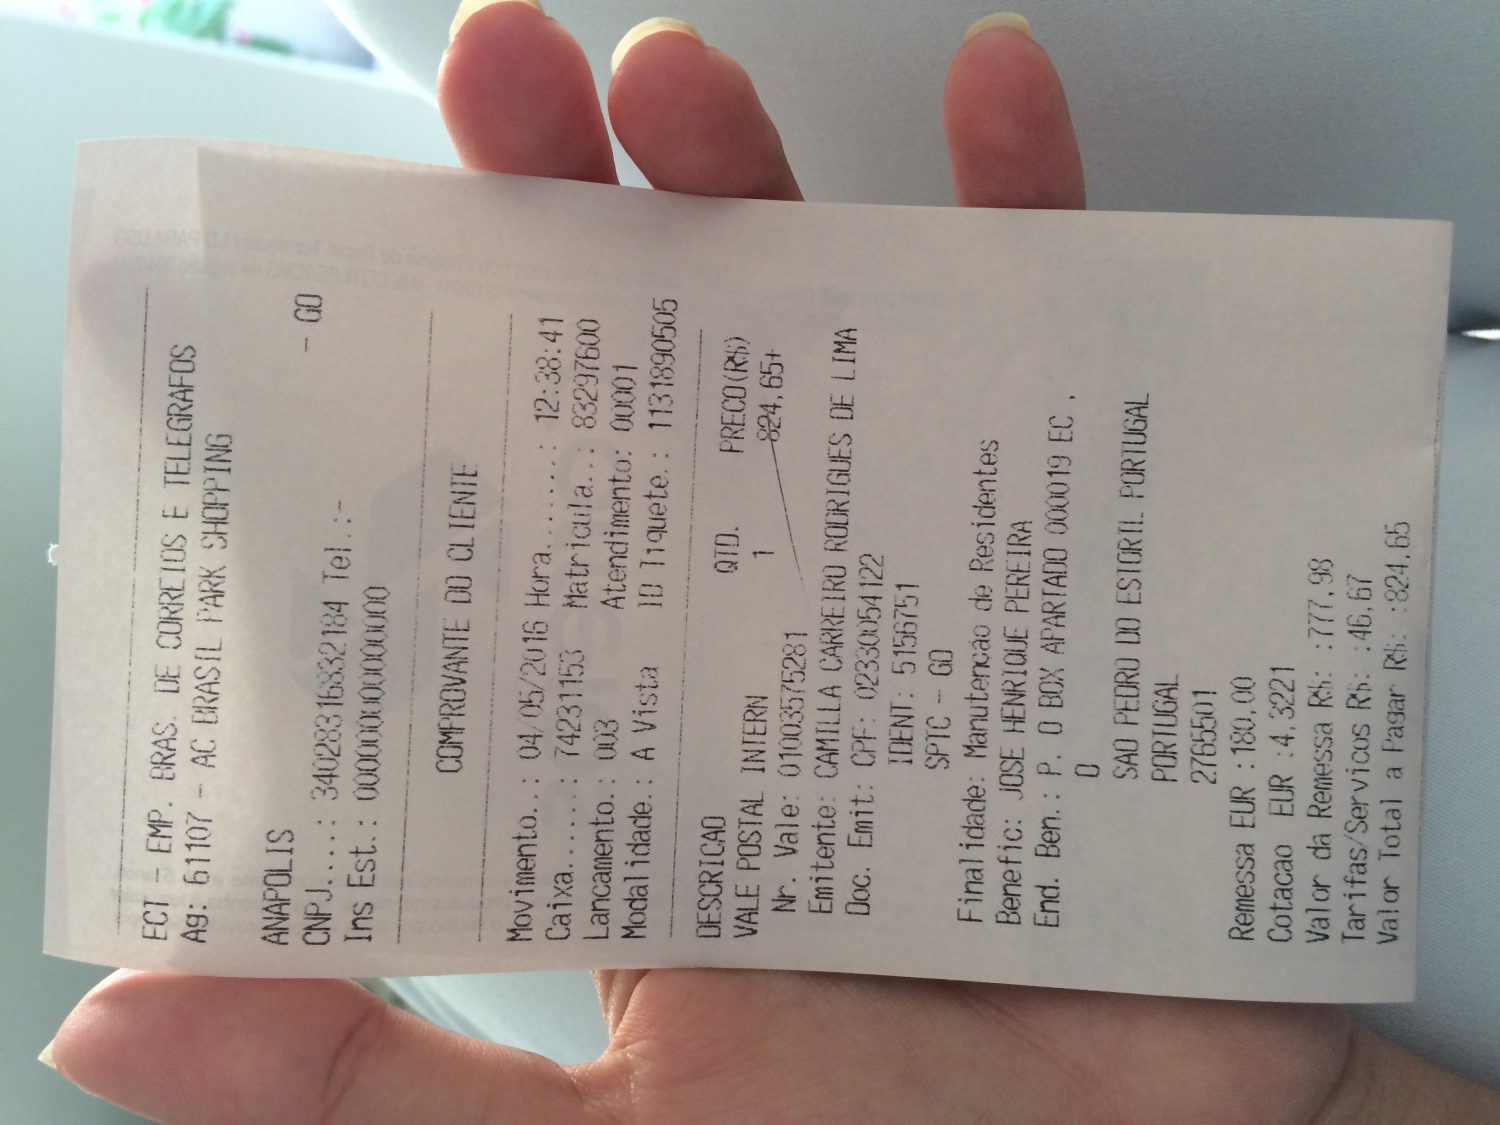 ECT - EMP. BRAS. DE CORREIOS E TELEGRAFOS
Ag: 61107 - AC BRASIL PARK SHOPPING
ANAPOLIS - GO
CNPJ....: 34028316832184 Tel.:-
Ins Est.: 0000000000000
COMPROVANTE DO CLIENTE
Movimento..: 04/05/2016 Hora.......: 12:38:41
Caixa......: 74231153 Matricula..: 83297600
Lancamento.: 003 Atendimento: 00001
Modalidade.: A Vista ID Tiquete.: 1131890505
DESCRICAO QTD. PRECO(R$)
VALE POSTAL INTERN 1 824,65+
Nr. Vale: 01003575281
Emitente: CAMILLA CARREIRO RODRIGUES DE LIMA
Doc. Emit: CPF: 02330054122
IDENT: 5156751
SPTC - GO
Finalidade: Manutencao de Residentes
Benefic: JOSE HENRIQUE PEREIRA
End. Ben.: P. O BOX APARTADO 000019 EC ,
0
SAO PEDRO DO ESTORIL PORTUGAL
PORTUGAL
2765501
Remessa EUR :180,00
Cotacao EUR :4,3221
Valor da Remessa R$: :777,98
Tarifas/Servicos R$: :46,67
Valor Total a Pagar R$: :824,65